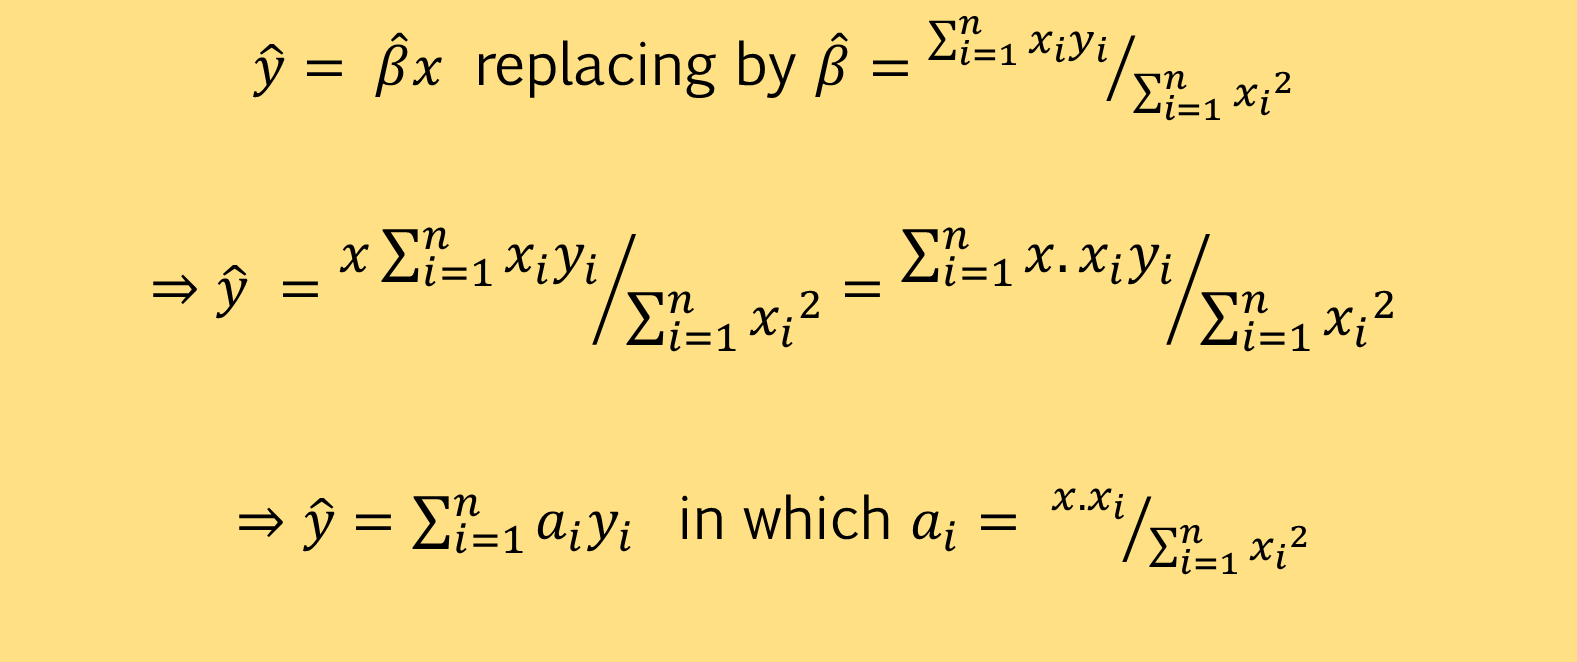 ŷ = β̂x replacing by β̂ = ∑ⁿᵢ₌₁ xᵢyᵢ / ∑ⁿᵢ₌₁ xᵢ²
⇒ ŷ = x ∑ⁿᵢ₌₁ xᵢyᵢ / ∑ⁿᵢ₌₁ xᵢ² = ∑ⁿᵢ₌₁ x. xᵢyᵢ / ∑ⁿᵢ₌₁ xᵢ²
⇒ ŷ = ∑ⁿᵢ₌₁ aᵢyᵢ in which aᵢ = x.xᵢ / ∑ⁿᵢ₌₁ xᵢ²